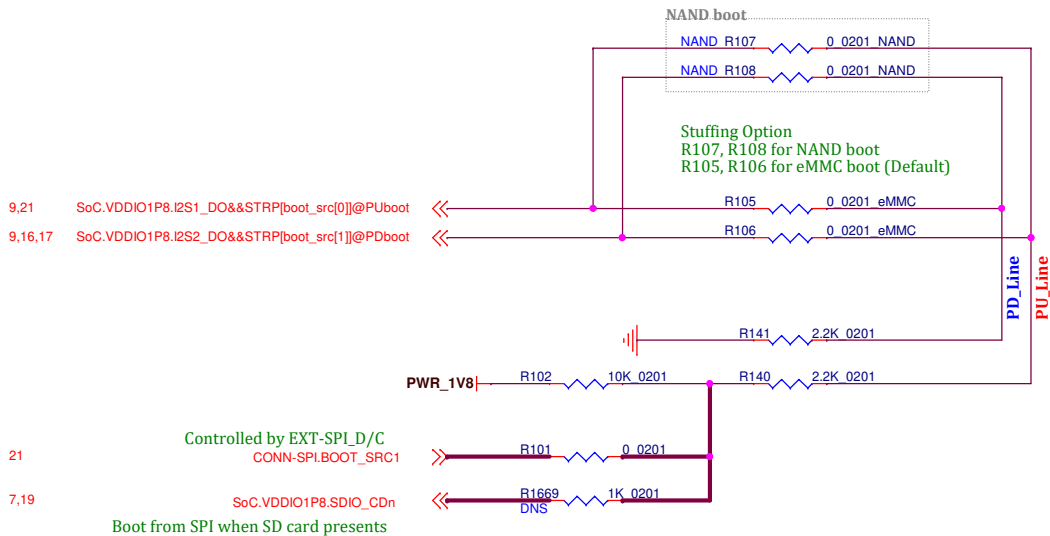 NAND boot
NAND R107 0_0201_NAND
NAND R108 0_0201_NAND
Stuffing Option
R107, R108 for NAND boot
R105, R106 for eMMC boot (Default)
9,21 SoC.VDDIO1P8.I2S1_DO&&STRP[boot_src[0]]@PUboot R105 0_0201_eMMC
9,16,17 SoC.VDDIO1P8.I2S2_DO&&STRP[boot_src[1]]@PDboot R106 0_0201_eMMC
PD_Line
PU_Line
R141 2.2K_0201
PWR_1V8 R102 10K_0201 R140 2.2K_0201
Controlled by EXT-SPI_D/C
21 CONN-SPI.BOOT_SRC1 R101 0_0201
7,19 SoC.VDDIO1P8.SDIO_CDn R1669 1K_0201
DNS
Boot from SPI when SD card presents